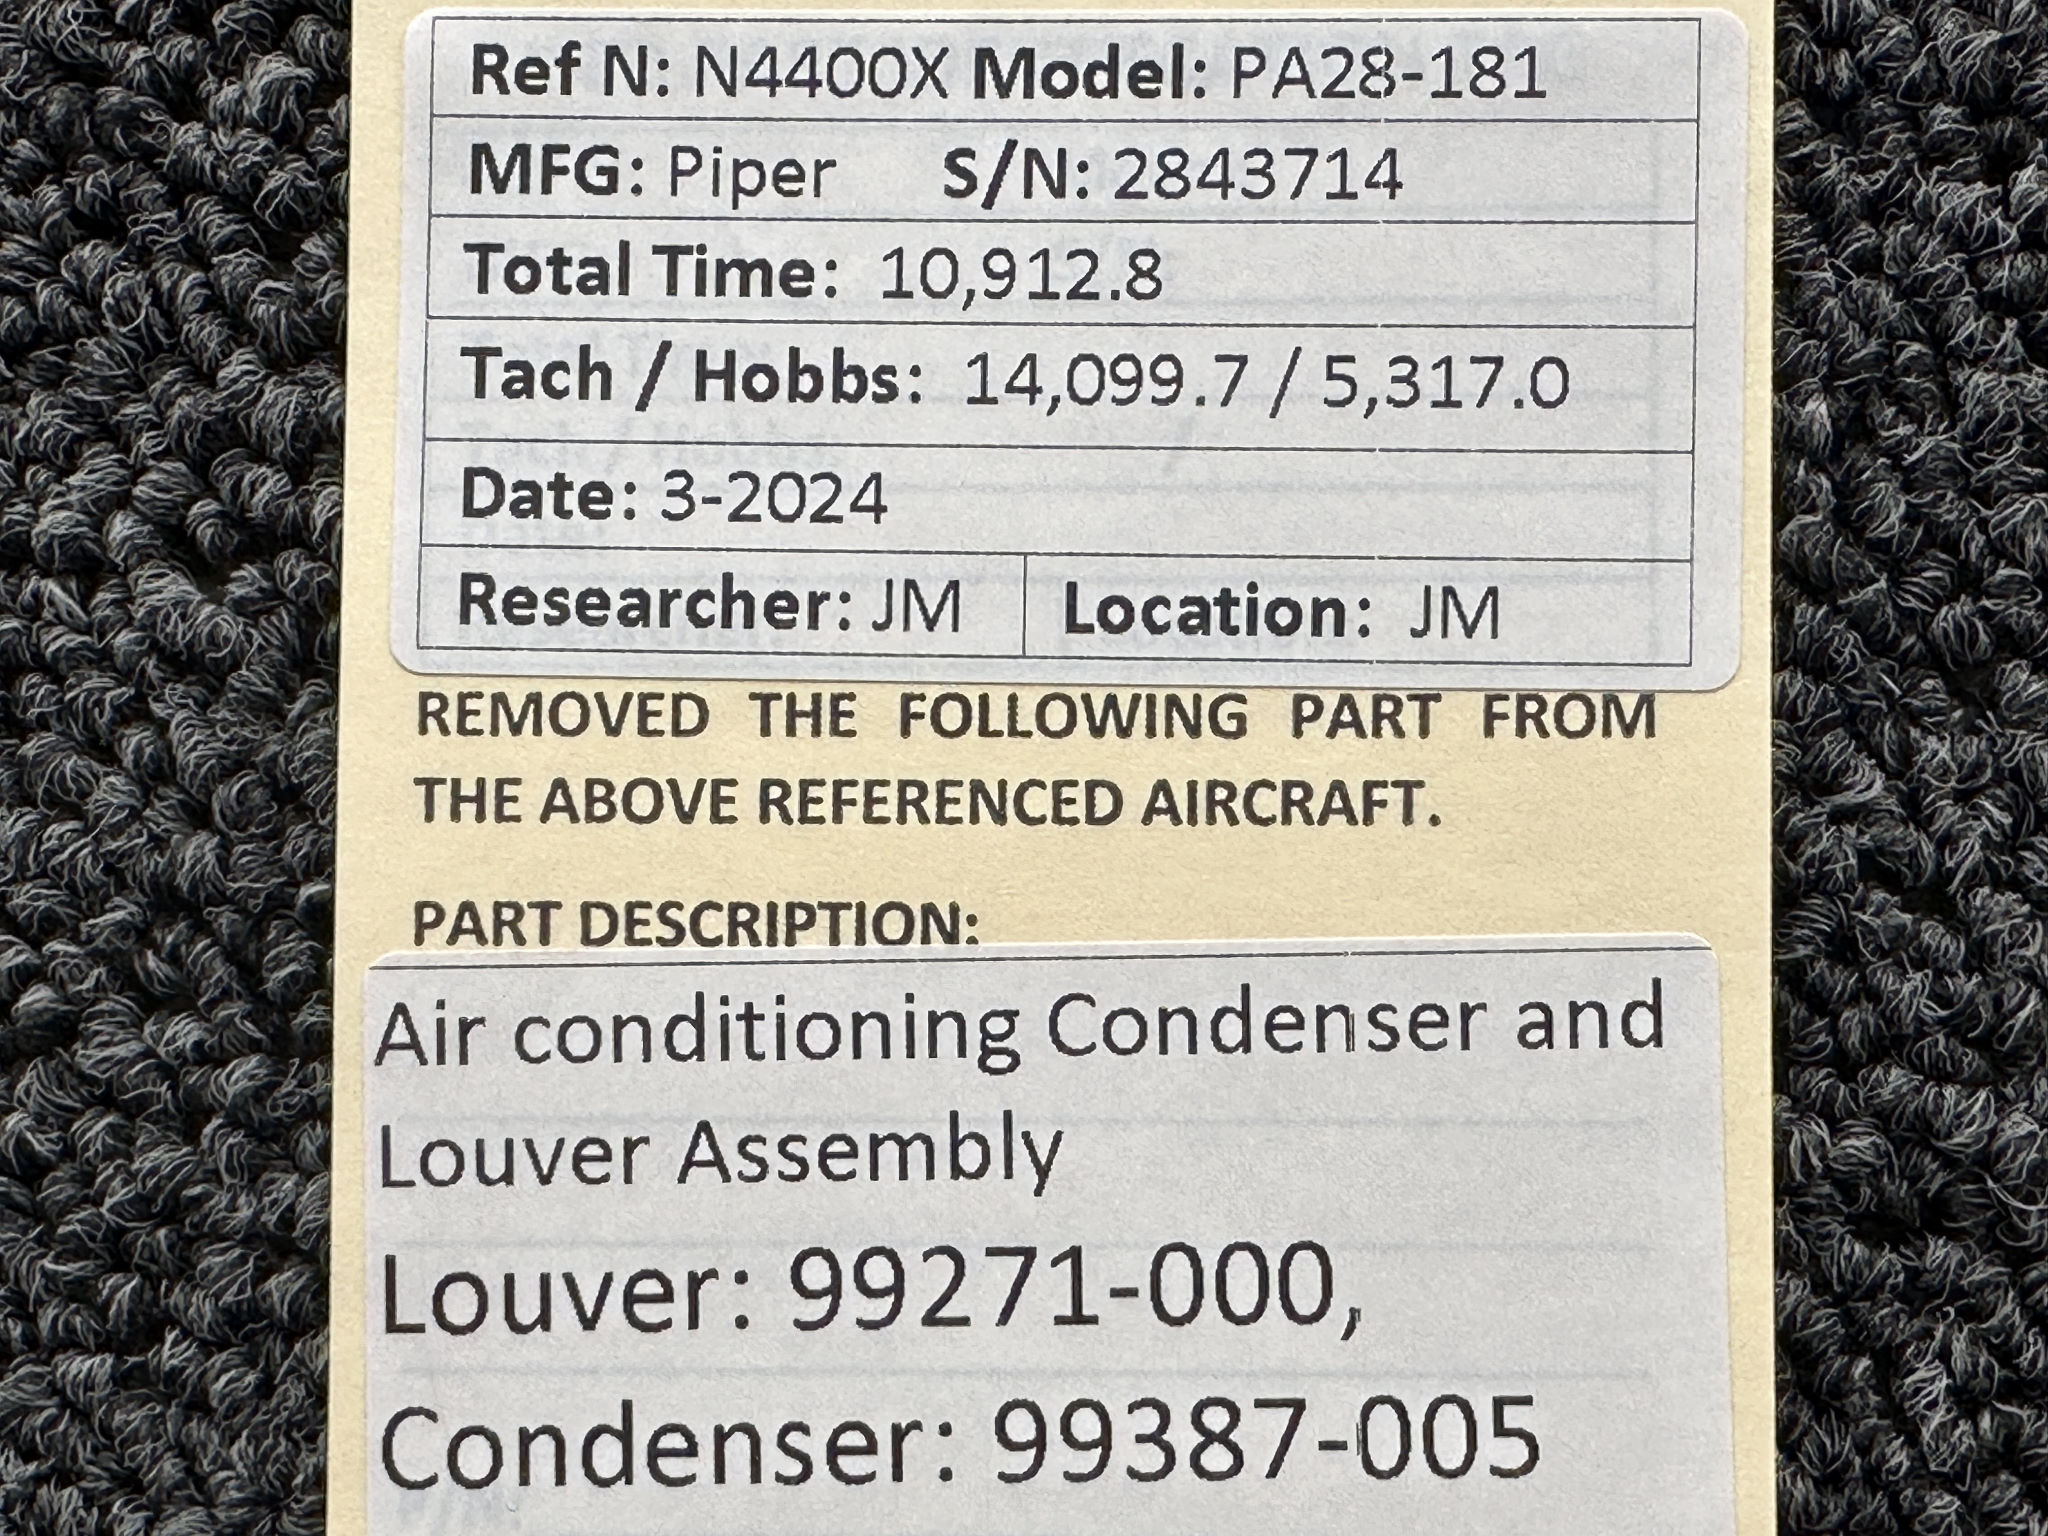 Ref N: N4400X Model: PA28-181
MFG: Piper S/N: 2843714
Total Time: 10,912.8
Tach / Hobbs: 14,099.7 / 5,317.0
Date: 3-2024
Researcher: JM Location: JM
REMOVED THE FOLLOWING PART FROM
THE ABOVE REFERENCED AIRCRAFT.
PART DESCRIPTION:
Air conditioning Condenser and
Louver Assembly
Louver: 99271-000,
Condenser: 99387-005